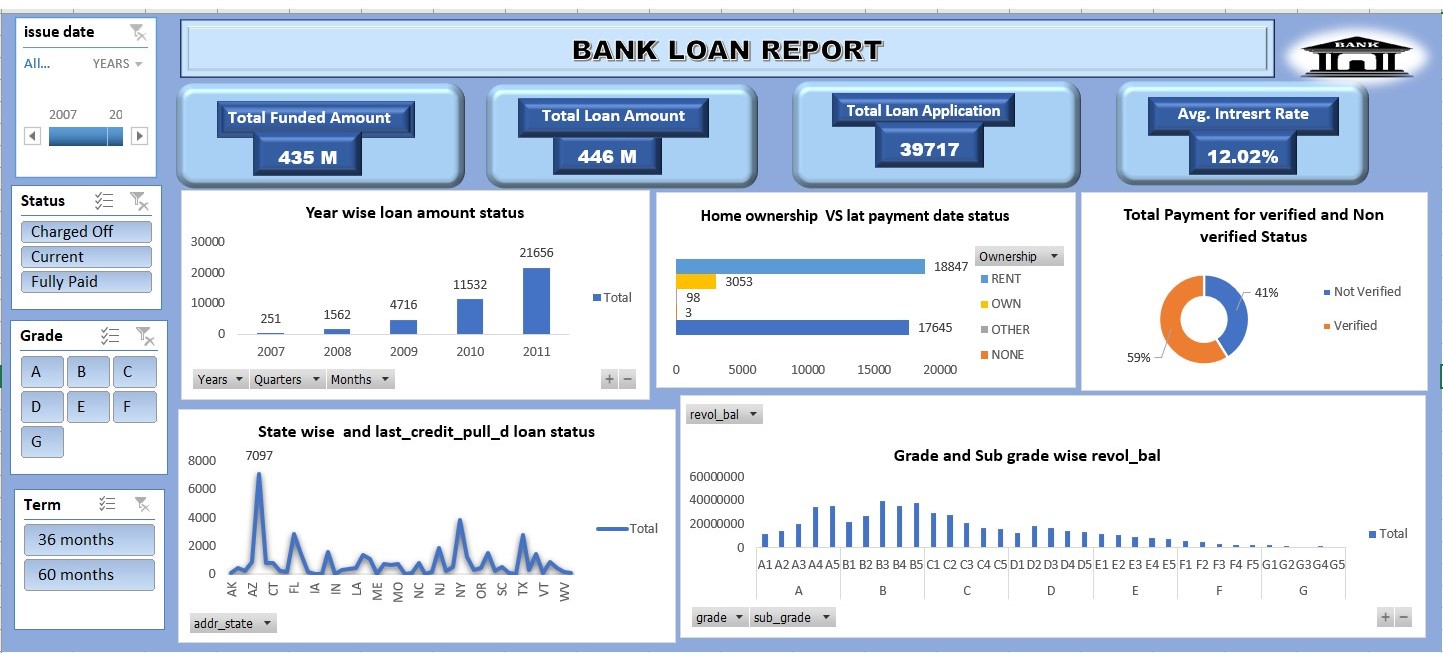 issue date
All...
YEARS
2007
20
BANK LOAN REPORT
BANK
Total Funded Amount
435 M
Total Loan Amount
446 M
Total Loan Application
39717
Avg. Intresrt Rate
12.02%
Status
Charged Off
Current
Fully Paid
Grade
A B C
D E F
G
Term
36 months
60 months
Year wise loan amount status
30000
20000
10000
0
251
1562
4716
11532
21656
2007 2008 2009 2010 2011
Total
Years Quarters Months
+ −
Home ownership VS lat payment date status
18847
3053
98
3
17645
0 5000 10000 15000 20000
Ownership
RENT
OWN
OTHER
NONE
Total Payment for verified and Non
verified Status
41%
59%
Not Verified
Verified
State wise and last_credit_pull_d loan status
7097
8000
6000
4000
2000
0
AK AZ CT FL IA IN LA ME MO NC NJ NY OR SC TX VT WV
Total
addr_state
revol_bal
Grade and Sub grade wise revol_bal
60000000
40000000
20000000
0
A1 A2 A3 A4 A5 B1 B2 B3 B4 B5 C1 C2 C3 C4 C5 D1 D2 D3 D4 D5 E1 E2 E3 E4 E5 F1 F2 F3 F4 F5 G1 G2 G3 G4 G5
A B C D E F G
Total
grade sub_grade
+ −